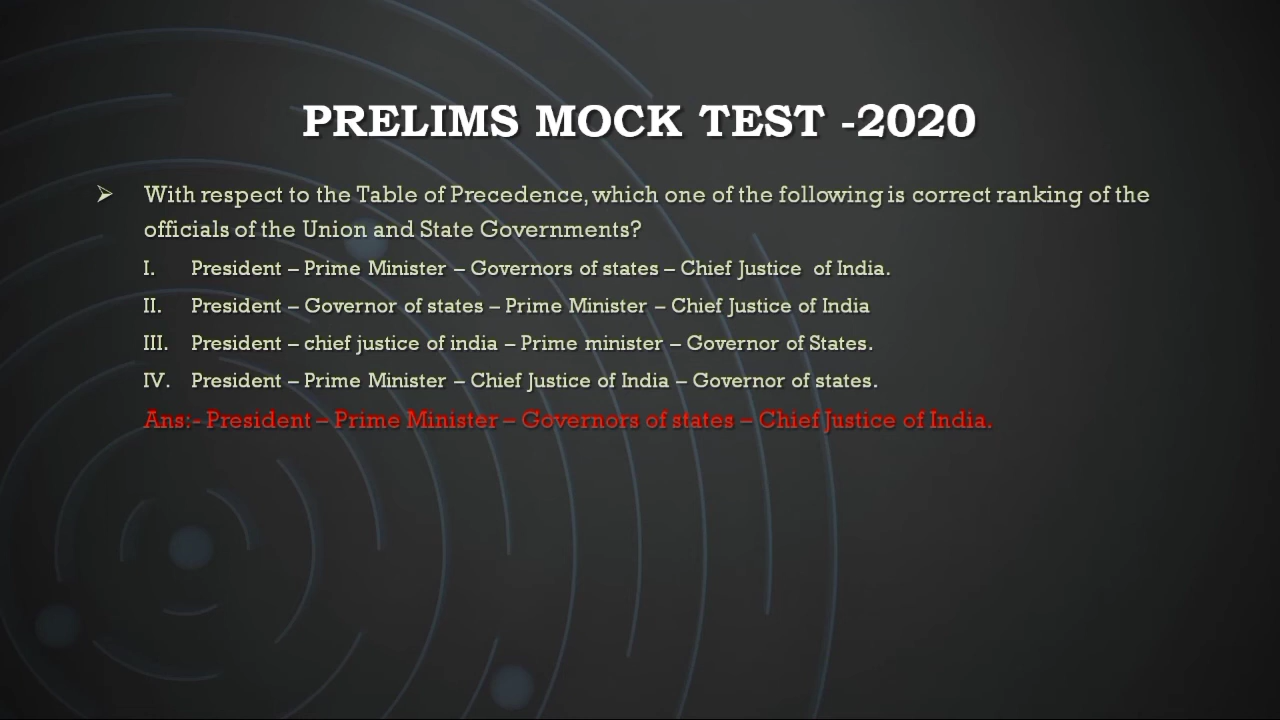 PRELIMS MOCK TEST -2020
➢ With respect to the Table of Precedence, which one of the following is correct ranking of the
officials of the Union and State Governments?
I. President – Prime Minister – Governors of states – Chief Justice of India.
II. President – Governor of states – Prime Minister – Chief Justice of India
III. President – chief justice of india – Prime minister – Governor of States.
IV. President – Prime Minister – Chief Justice of India – Governor of states.
Ans:- President – Prime Minister – Governors of states – Chief Justice of India.